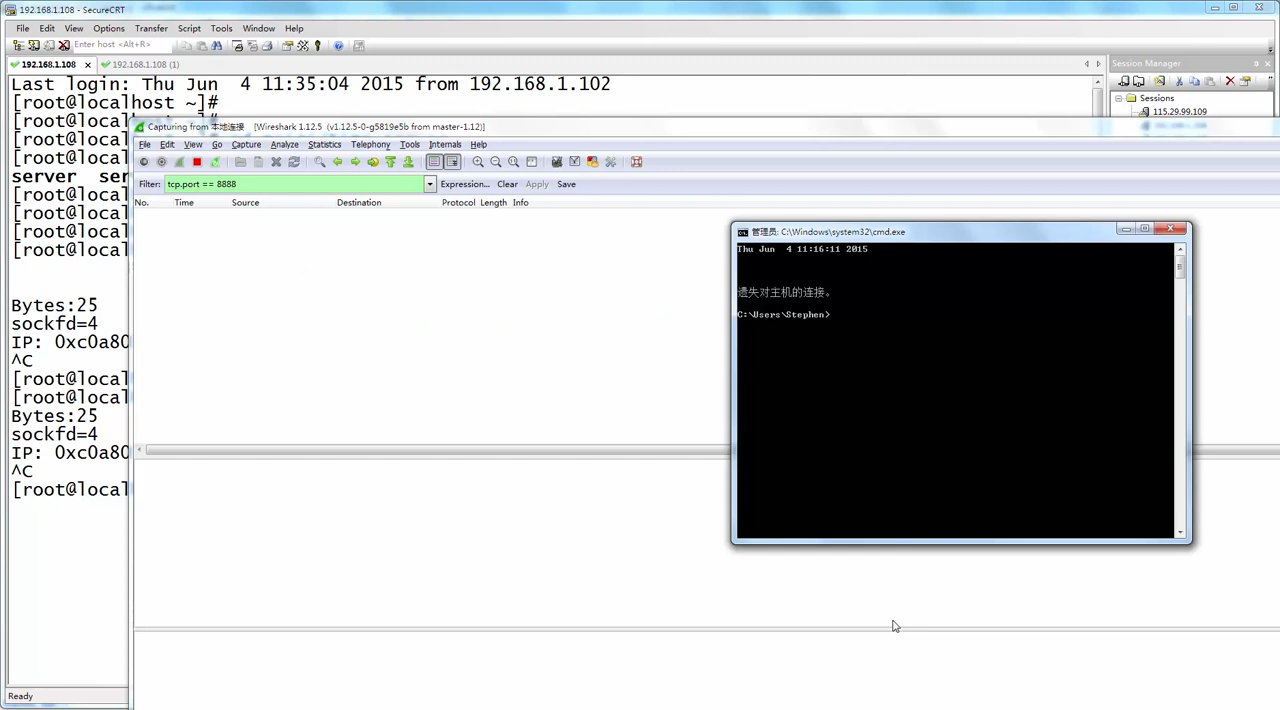 192.168.1.108 - SecureCRT
File Edit View Options Transfer Script Tools Window Help
Enter host <Alt+R>
192.168.1.108 192.168.1.108 (1)
Session Manager
Sessions
115.29.99.109
Last login: Thu Jun  4 11:35:04 2015 from 192.168.1.102
[root@localhost ~]#
[root@local
[root@local
[root@local
server  ser
[root@local
[root@local
[root@local
[root@local
Bytes:25
sockfd=4
IP: 0xc0a80
^C
[root@local
[root@local
Bytes:25
sockfd=4
IP: 0xc0a80
^C
[root@local
Ready
Capturing from 本地连接 [Wireshark 1.12.5 (v1.12.5-0-g5819e5b from master-1.12)]
File Edit View Go Capture Analyze Statistics Telephony Tools Internals Help
Filter: tcp.port == 8888 Expression... Clear Apply Save
No. Time Source Destination Protocol Length Info
管理员: C:\Windows\system32\cmd.exe
Thu Jun  4 11:16:11 2015
遗失对主机的连接。
C:\Users\Stephen>